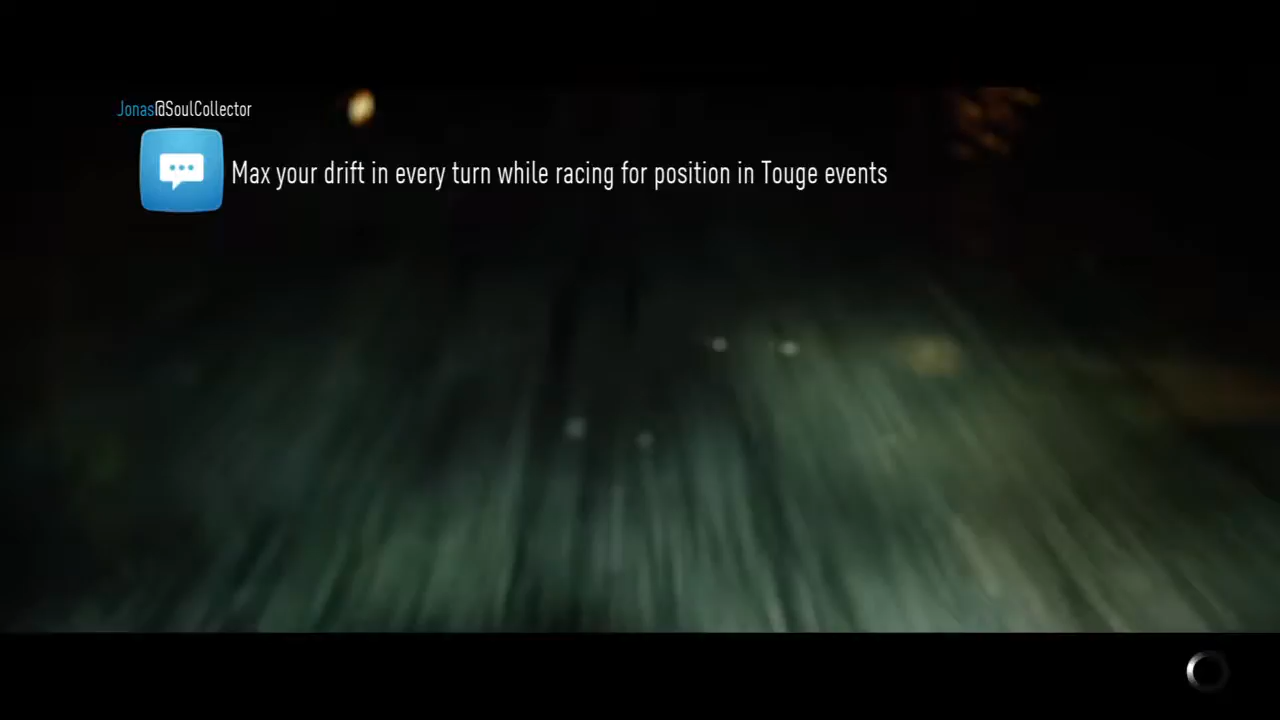 Jonas@SoulCollector
Max your drift in every turn while racing for position in Touge events